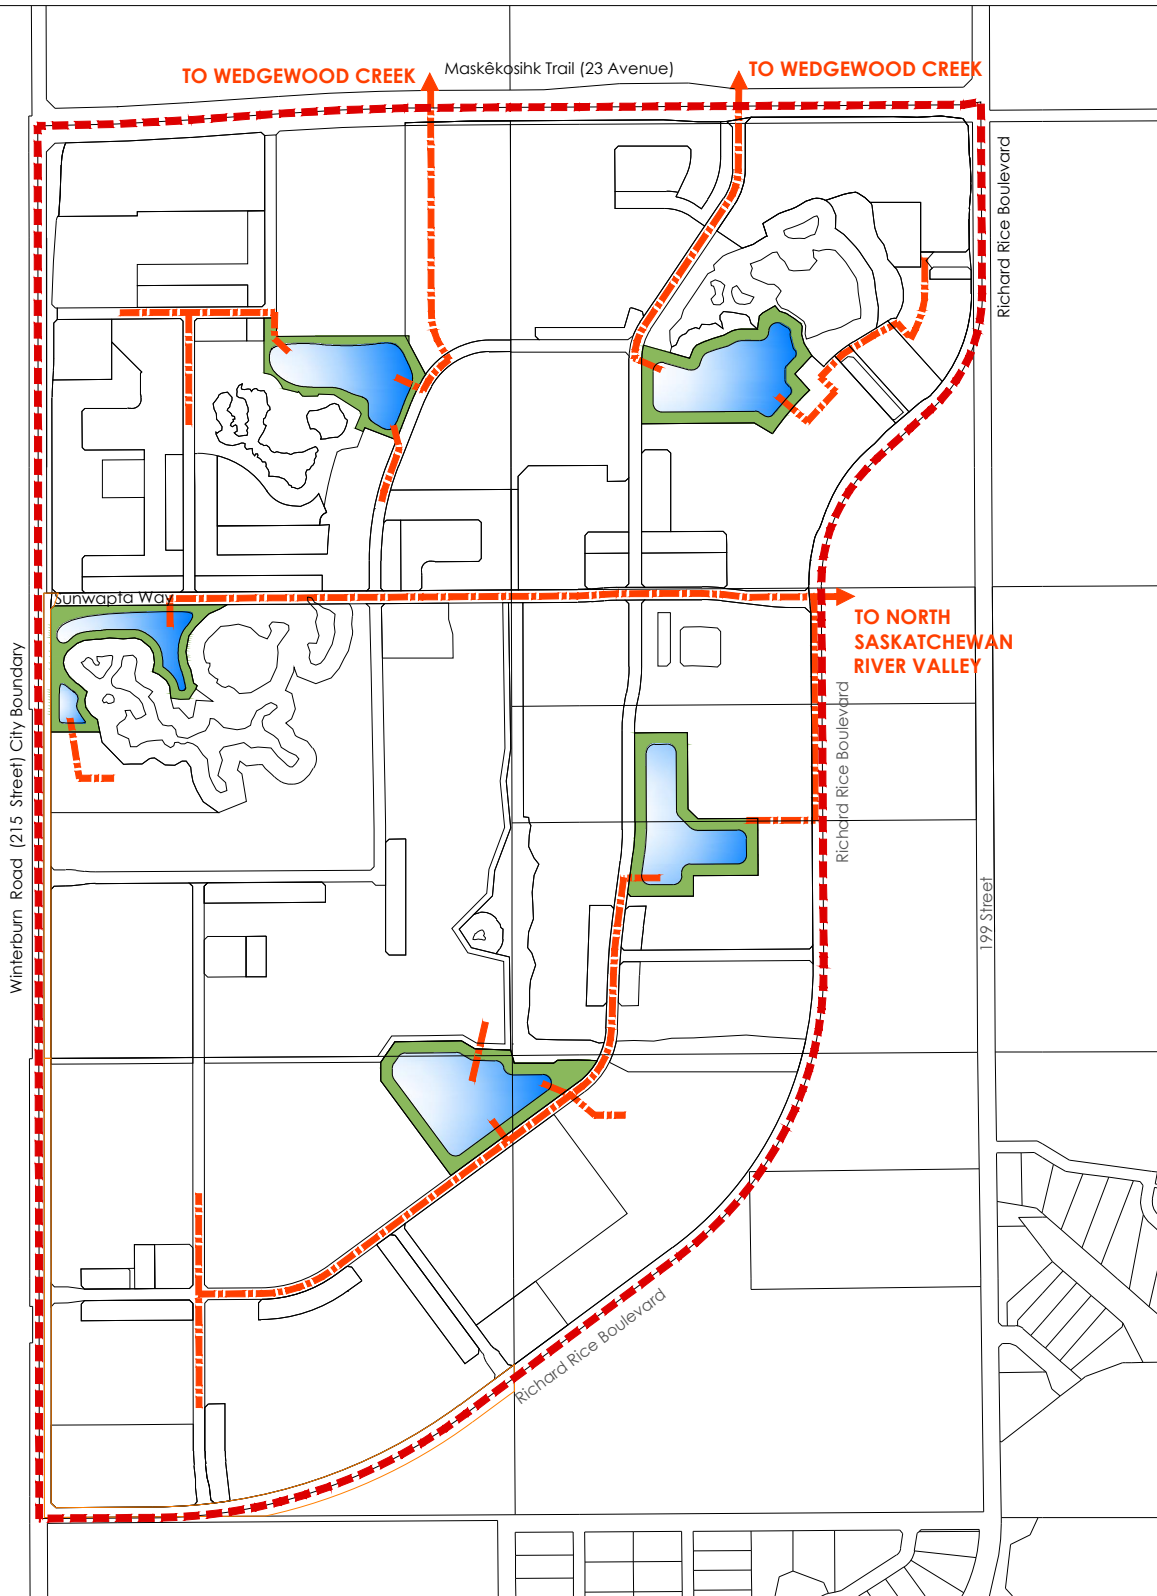 Maskêkosihk Trail (23 Avenue)
TO WEDGEWOOD CREEK
TO WEDGEWOOD CREEK
Richard Rice Boulevard
Sunwapta Way
TO NORTH
SASKATCHEWAN
RIVER VALLEY
Winterburn Road (215 Street) City Boundary
Richard Rice Boulevard
199 Street
Richard Rice Boulevard